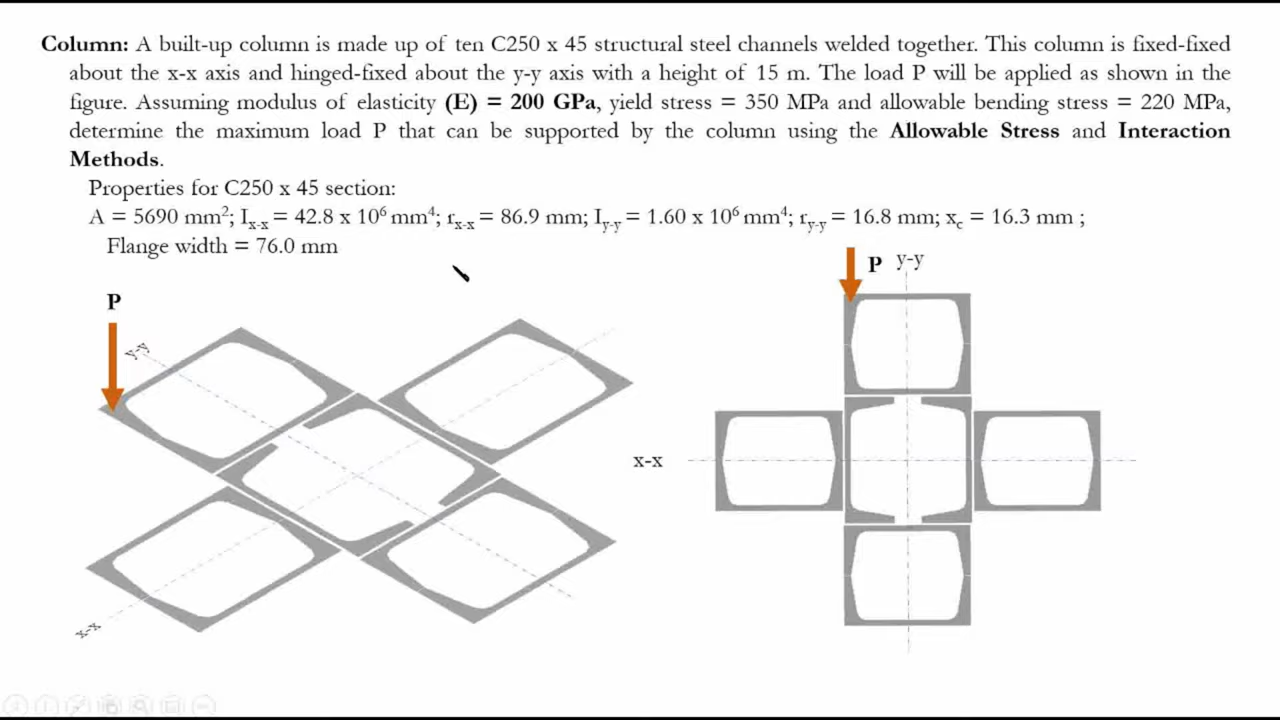 Column: A built-up column is made up of ten C250 x 45 structural steel channels welded together. This column is fixed-fixed
about the x-x axis and hinged-fixed about the y-y axis with a height of 15 m. The load P will be applied as shown in the
figure. Assuming modulus of elasticity (E) = 200 GPa, yield stress = 350 MPa and allowable bending stress = 220 MPa,
determine the maximum load P that can be supported by the column using the Allowable Stress and Interaction
Methods.
Properties for C250 x 45 section:
A = 5690 mm²; Ix-x = 42.8 x 10⁶ mm⁴; rx-x = 86.9 mm; Iy-y = 1.60 x 10⁶ mm⁴; ry-y = 16.8 mm; xc = 16.3 mm ;
Flange width = 76.0 mm
P
y-y
x-x
P y-y
x-x